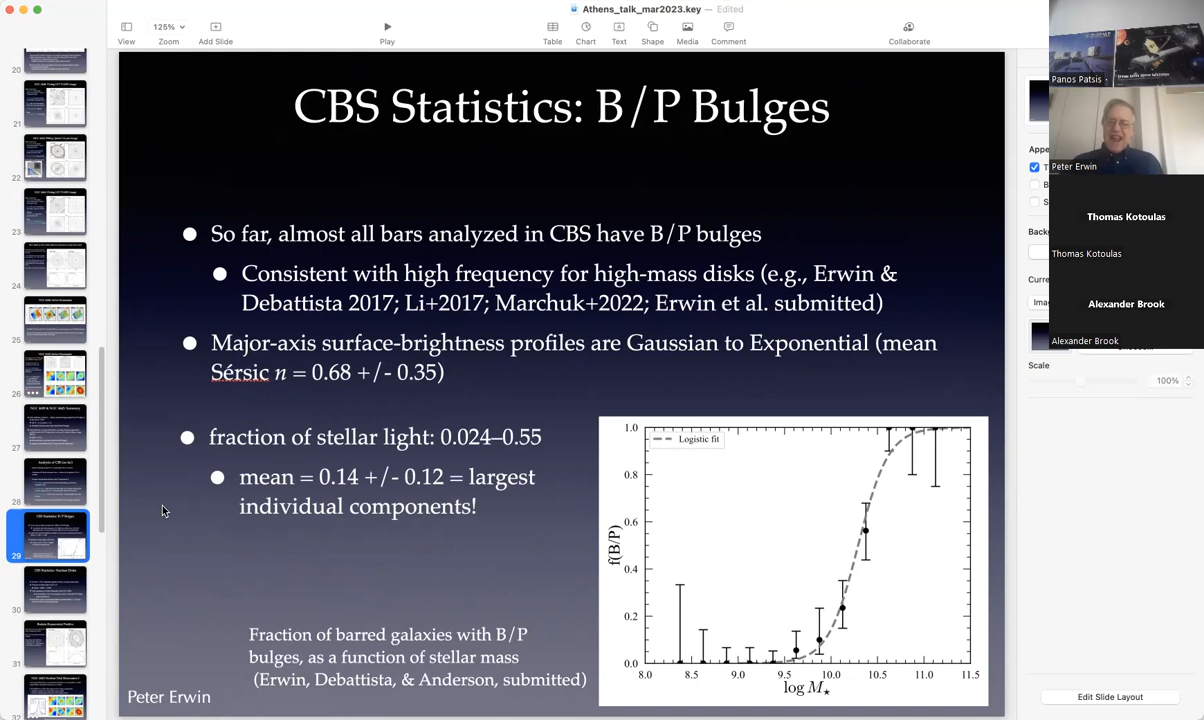 Athens_talk_mar2023.key — Edited
125%
View
Zoom
Add Slide
Play
Table
Chart
Text
Shape
Media
Comment
Collaborate
20
21
22
23
24
25
26
27
28
29
30
31
32
CBS Statistics: B/P Bulges
So far, almost all bars analyzed in CBS have B/P bulges
Consistent with high frequency for high-mass disks (e.g., Erwin &
Debattista 2017; Li+2017; Marchuk+2022; Erwin et al. submitted)
Major-axis surface-brightness profiles are Gaussian to Exponential (mean
Sérsic n = 0.68 +/- 0.35)
fraction of stellar light: 0.024–0.55
mean = 0.14 +/- 0.12 = largest
individual components!
Fraction of barred galaxies with B/P
bulges, as a function of stellar mass
(Erwin, Debattista, & Anderson, submitted)
Peter Erwin
Logistic fit
f(B/P)
1.0
0.8
0.6
0.4
0.2
0.0
8.0 8.5 9.0 9.5 10.0 10.5 11.0 11.5
log M⋆
Panos Patsis
Peter Erwin
Thomas Kotoulas
Thomas Kotoulas
Alexander Brook
Alexander Brook
Scale
100%
Edit Slide Layout